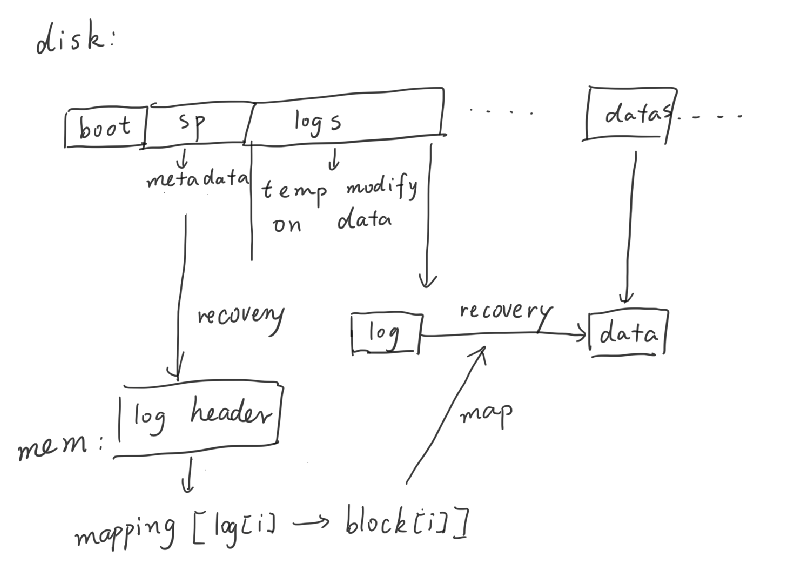 disk:
boot sp logs .... datas ....
metadata
temp modify
on data
recovery
log recovery data
map
mem: log header
mapping [log[i] → block[i]]